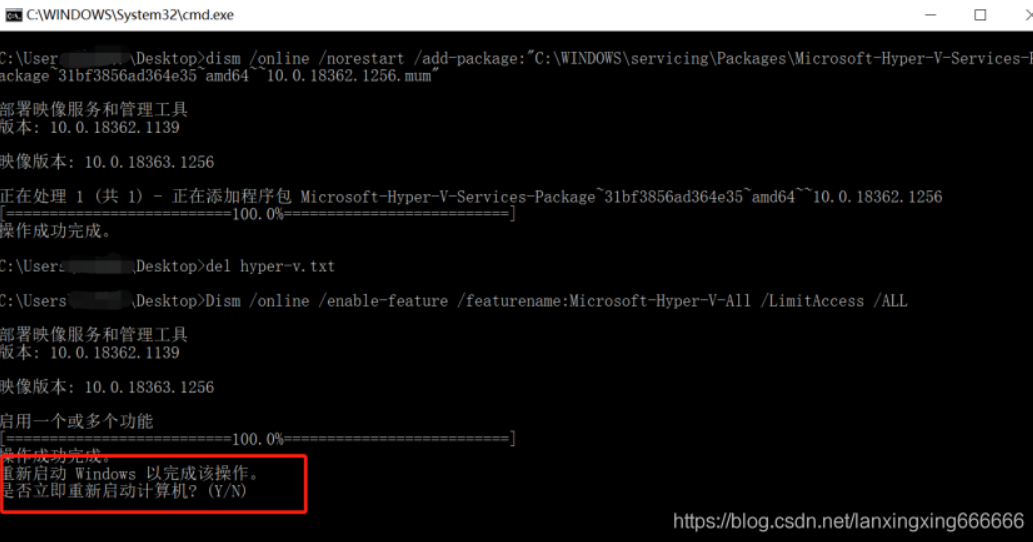 C:\WINDOWS\System32\cmd.exe
C:\User \Desktop>dism /online /norestart /add-package:"C:\WINDOWS\servicing\Packages\Microsoft-Hyper-V-Services-P
ackage~31bf3856ad364e35~amd64~~10.0.18362.1256.mum"
部署映像服务和管理工具
版本: 10.0.18362.1139
映像版本: 10.0.18363.1256
正在处理 1 (共 1) - 正在添加程序包 Microsoft-Hyper-V-Services-Package~31bf3856ad364e35~amd64~~10.0.18362.1256
[==========================100.0%==========================]
操作成功完成。
C:\Users \Desktop>del hyper-v.txt
C:\Users \Desktop>Dism /online /enable-feature /featurename:Microsoft-Hyper-V-All /LimitAccess /ALL
部署映像服务和管理工具
版本: 10.0.18362.1139
映像版本: 10.0.18363.1256
启用一个或多个功能
[==========================100.0%==========================]
操作成功完成。
重新启动 Windows 以完成该操作。
是否立即重新启动计算机? (Y/N)
https://blog.csdn.net/lanxingxing666666